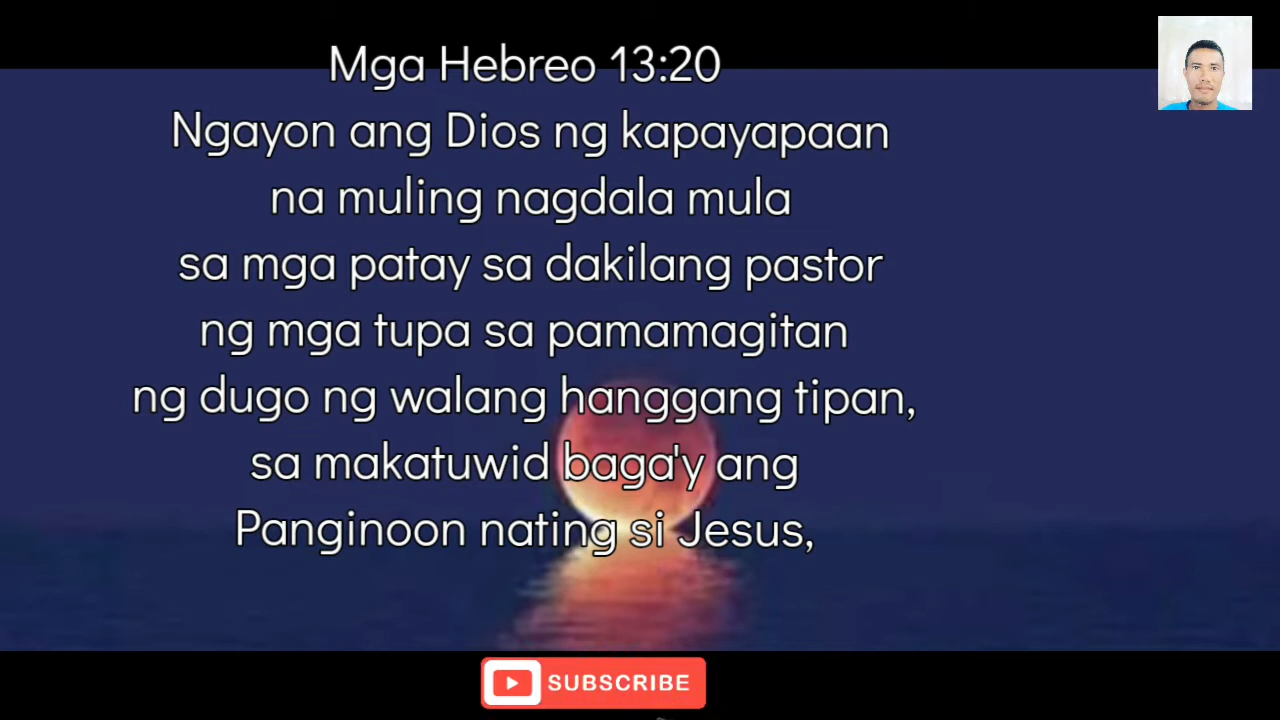 Mga Hebreo 13:20
Ngayon ang Dios ng kapayapaan
na muling nagdala mula
sa mga patay sa dakilang pastor
ng mga tupa sa pamamagitan
ng dugo ng walang hanggang tipan,
sa makatuwid baga'y ang
Panginoon nating si Jesus,
SUBSCRIBE